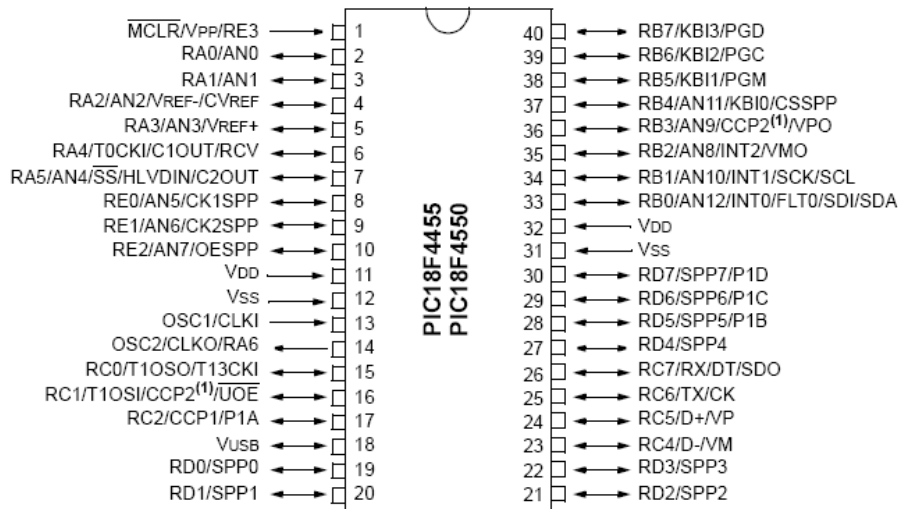 MCLR/VPP/RE3 1
RA0/AN0 2
RA1/AN1 3
RA2/AN2/VREF-/CVREF 4
RA3/AN3/VREF+ 5
RA4/T0CKI/C1OUT/RCV 6
RA5/AN4/SS/HLVDIN/C2OUT 7
RE0/AN5/CK1SPP 8
RE1/AN6/CK2SPP 9
RE2/AN7/OESPP 10
VDD 11
VSS 12
OSC1/CLKI 13
OSC2/CLKO/RA6 14
RC0/T1OSO/T13CKI 15
RC1/T1OSI/CCP2(1)/UOE 16
RC2/CCP1/P1A 17
VUSB 18
RD0/SPP0 19
RD1/SPP1 20
PIC18F4455
PIC18F4550
40 RB7/KBI3/PGD
39 RB6/KBI2/PGC
38 RB5/KBI1/PGM
37 RB4/AN11/KBI0/CSSPP
36 RB3/AN9/CCP2(1)/VPO
35 RB2/AN8/INT2/VMO
34 RB1/AN10/INT1/SCK/SCL
33 RB0/AN12/INT0/FLT0/SDI/SDA
32 VDD
31 VSS
30 RD7/SPP7/P1D
29 RD6/SPP6/P1C
28 RD5/SPP5/P1B
27 RD4/SPP4
26 RC7/RX/DT/SDO
25 RC6/TX/CK
24 RC5/D+/VP
23 RC4/D-/VM
22 RD3/SPP3
21 RD2/SPP2